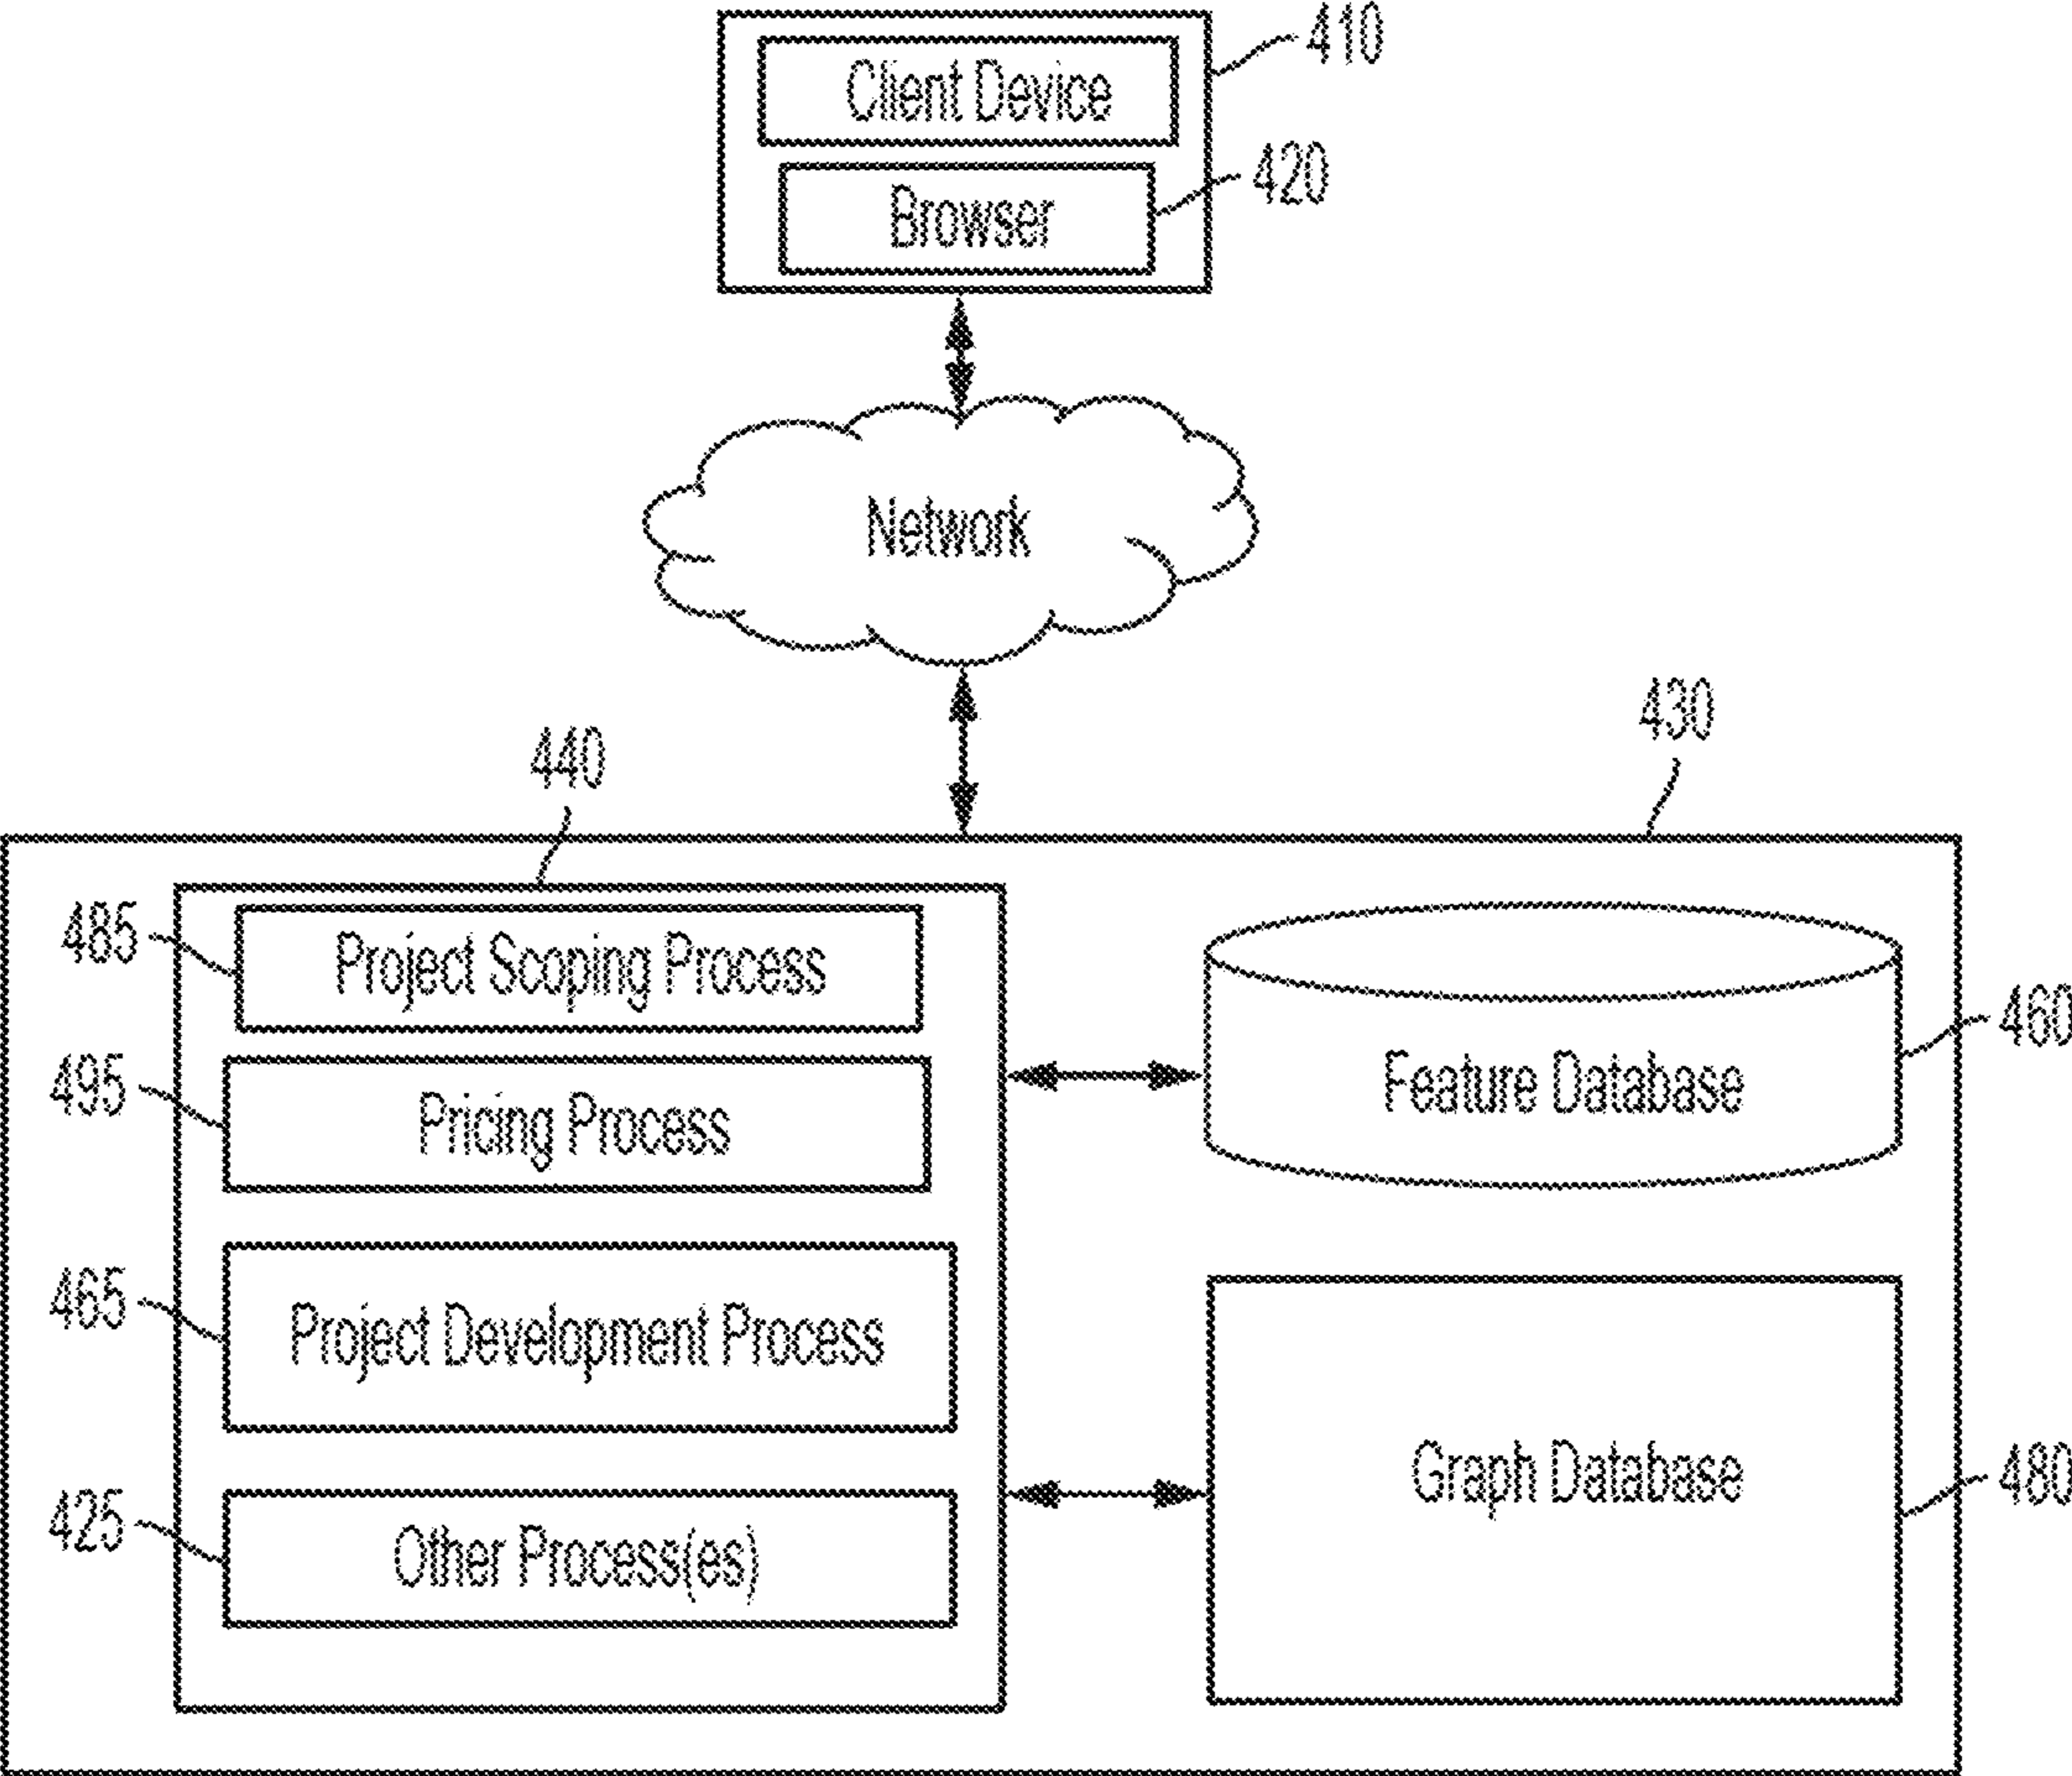 Client Device
410
Browser
420
Network
430
440
485
Project Scoping Process
495
Pricing Process
465
Project Development Process
425
Other Process(es)
Feature Database
460
Graph Database
480